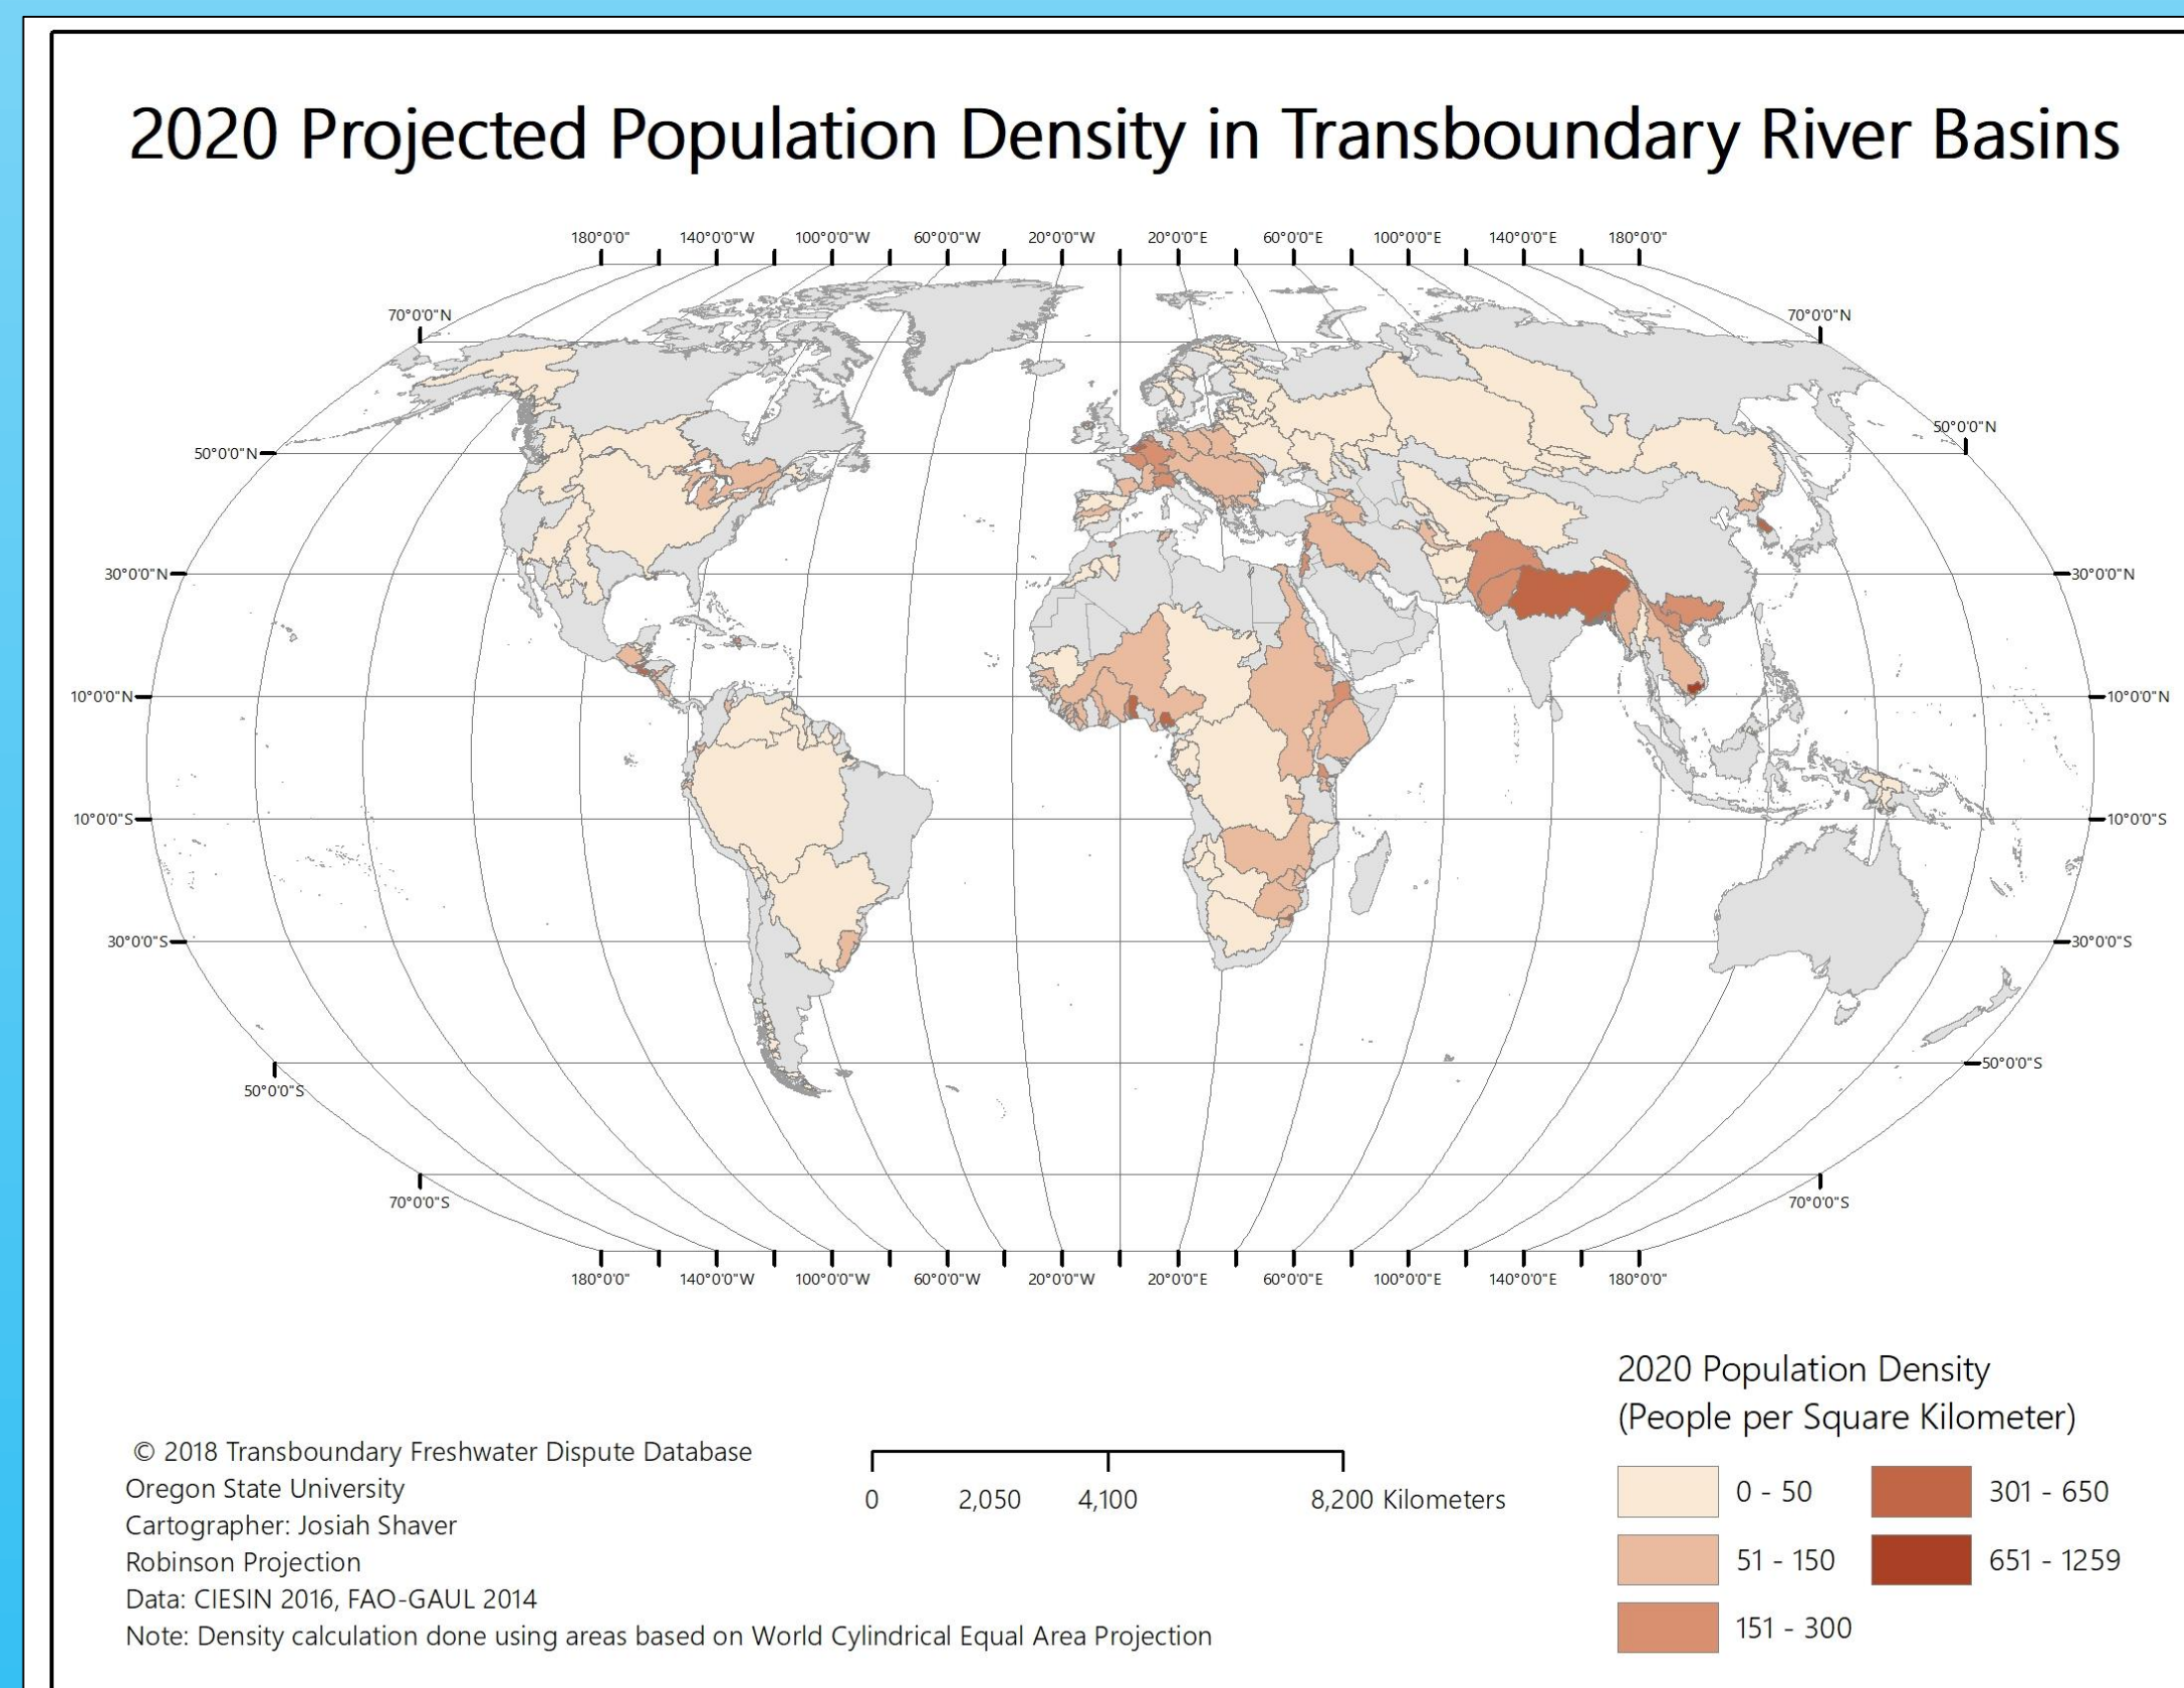 2020 Projected Population Density in Transboundary River Basins
180°0'0" 140°0'0"W 100°0'0"W 60°0'0"W 20°0'0"W 20°0'0"E 60°0'0"E 100°0'0"E 140°0'0"E 180°0'0"
70°0'0"N 70°0'0"N
50°0'0"N 50°0'0"N
30°0'0"N 30°0'0"N
10°0'0"N 10°0'0"N
10°0'0"S 10°0'0"S
30°0'0"S 30°0'0"S
50°0'0"S 50°0'0"S
70°0'0"S 70°0'0"S
180°0'0" 140°0'0"W 100°0'0"W 60°0'0"W 20°0'0"W 20°0'0"E 60°0'0"E 100°0'0"E 140°0'0"E 180°0'0"
© 2018 Transboundary Freshwater Dispute Database
Oregon State University
Cartographer: Josiah Shaver
Robinson Projection
Data: CIESIN 2016, FAO-GAUL 2014
Note: Density calculation done using areas based on World Cylindrical Equal Area Projection
0 2,050 4,100 8,200 Kilometers
2020 Population Density
(People per Square Kilometer)
0 - 50
51 - 150
151 - 300
301 - 650
651 - 1259